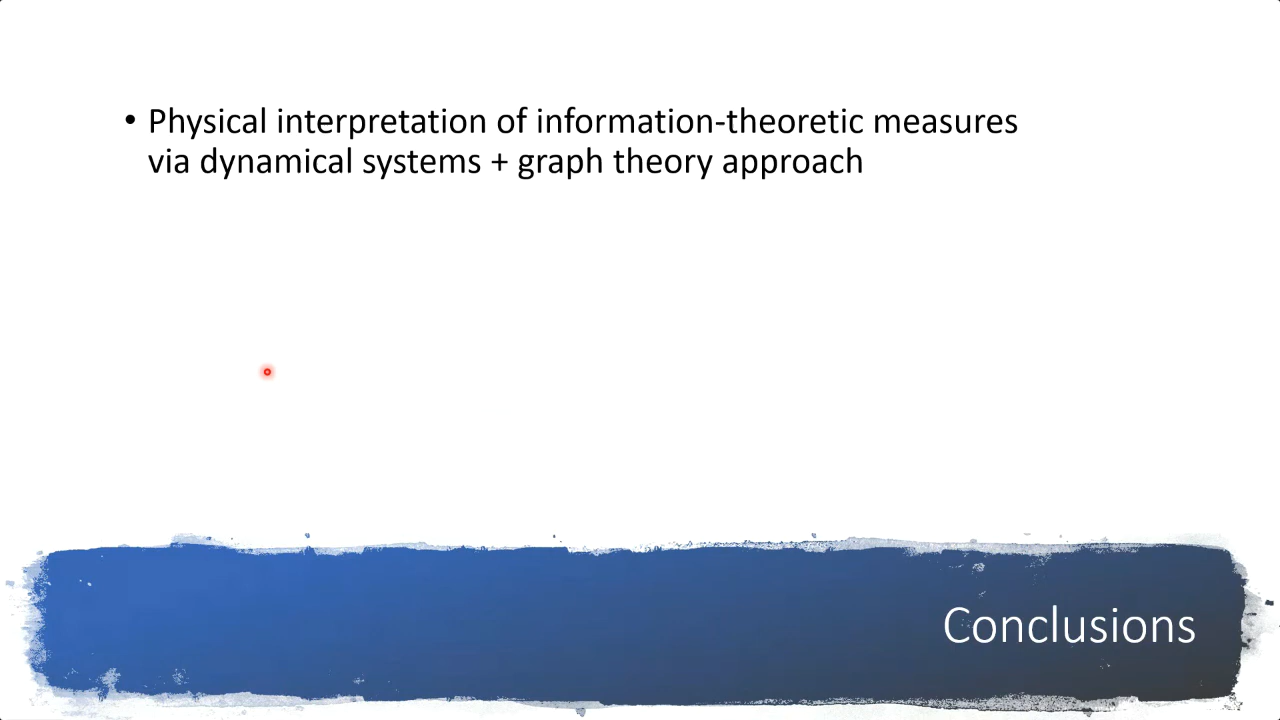 • Physical interpretation of information-theoretic measures
via dynamical systems + graph theory approach
Conclusions